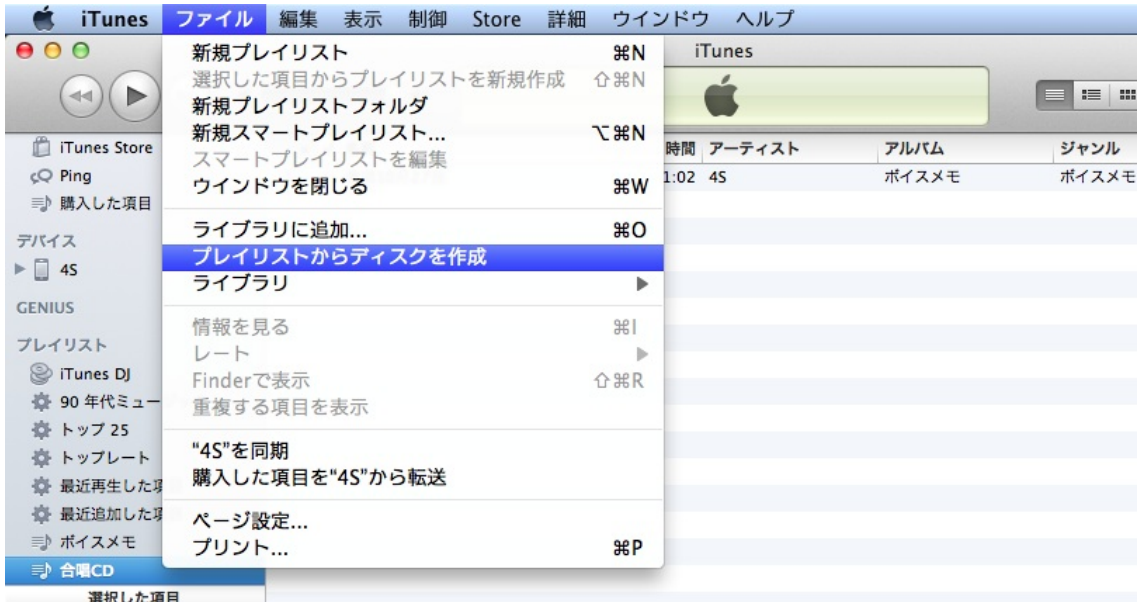 iTunes ファイル 編集 表示 制御 Store 詳細 ウインドウ ヘルプ
iTunes
新規プレイリスト ⌘N
選択した項目からプレイリストを新規作成 ⇧⌘N
新規プレイリストフォルダ
新規スマートプレイリスト... ⌥⌘N
スマートプレイリストを編集
ウインドウを閉じる ⌘W
ライブラリに追加... ⌘O
プレイリストからディスクを作成
ライブラリ
情報を見る ⌘I
レート
Finderで表示 ⇧⌘R
重複する項目を表示
“4S”を同期
購入した項目を“4S”から転送
ページ設定...
プリント... ⌘P
iTunes Store
Ping
購入した項目
デバイス
4S
GENIUS
プレイリスト
iTunes DJ
90 年代ミュー
トップ 25
トップレート
最近再生した項
最近追加した項
ボイスメモ
合唱CD
選択した項目
時間 アーティスト アルバム ジャンル
1:02 4S ボイスメモ ボイスメモ